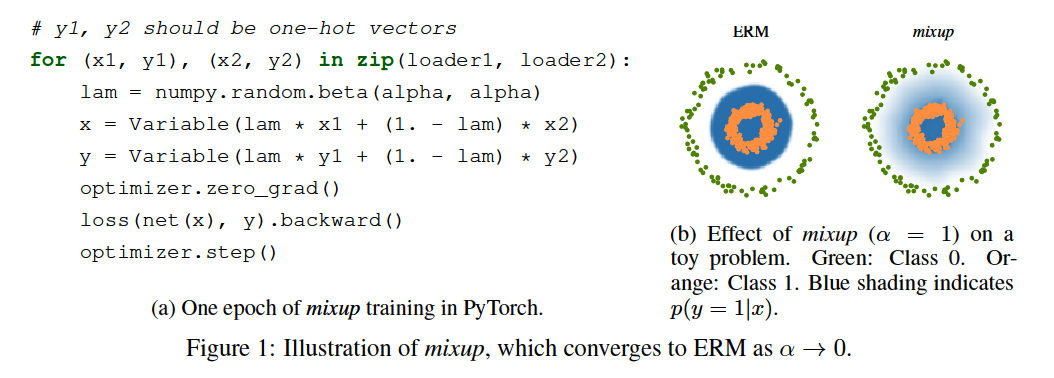 # y1, y2 should be one-hot vectors
for (x1, y1), (x2, y2) in zip(loader1, loader2):
lam = numpy.random.beta(alpha, alpha)
x = Variable(lam * x1 + (1. - lam) * x2)
y = Variable(lam * y1 + (1. - lam) * y2)
optimizer.zero_grad()
loss(net(x), y).backward()
optimizer.step()
(a) One epoch of mixup training in PyTorch.
ERM
mixup
(b) Effect of mixup (α = 1) on a
toy problem. Green: Class 0. Or-
ange: Class 1. Blue shading indicates
p(y = 1|x).
Figure 1: Illustration of mixup, which converges to ERM as α → 0.